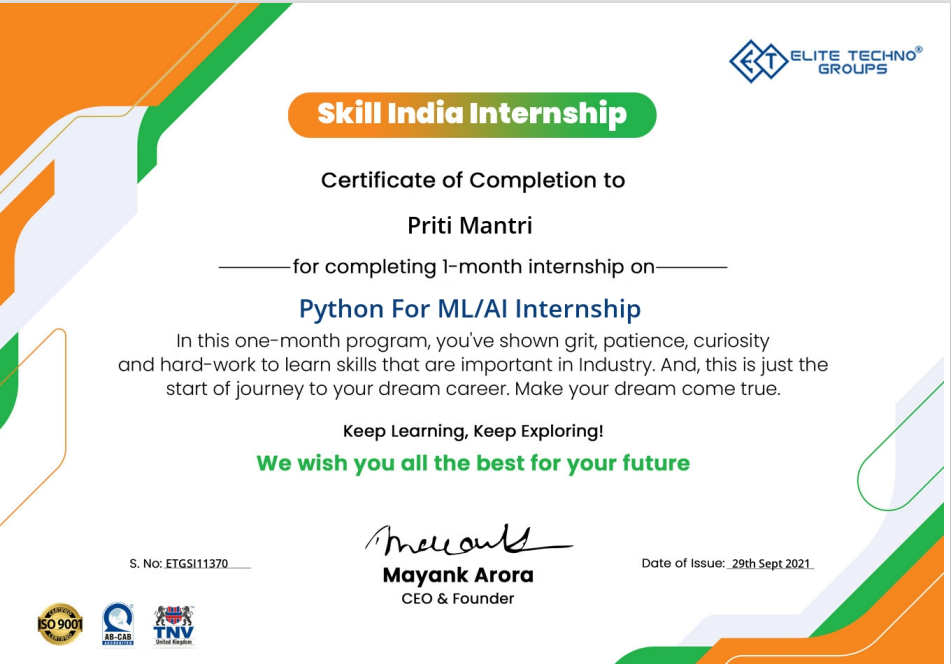 ELITE TECHNO®
GROUPS
Skill India Internship
Certificate of Completion to
Priti Mantri
for completing 1-month internship on
Python For ML/AI Internship
In this one-month program, you've shown grit, patience, curiosity
and hard-work to learn skills that are important in Industry. And, this is just the
start of journey to your dream career. Make your dream come true.
Keep Learning, Keep Exploring!
We wish you all the best for your future
S. No: ETGSI11370
Mayank Arora
CEO & Founder
Date of Issue: 29th Sept 2021
CERTIFIED
ISO 9001
CERTIFIED
AB-CAB
ACCREDITED
TNV
United Kingdom